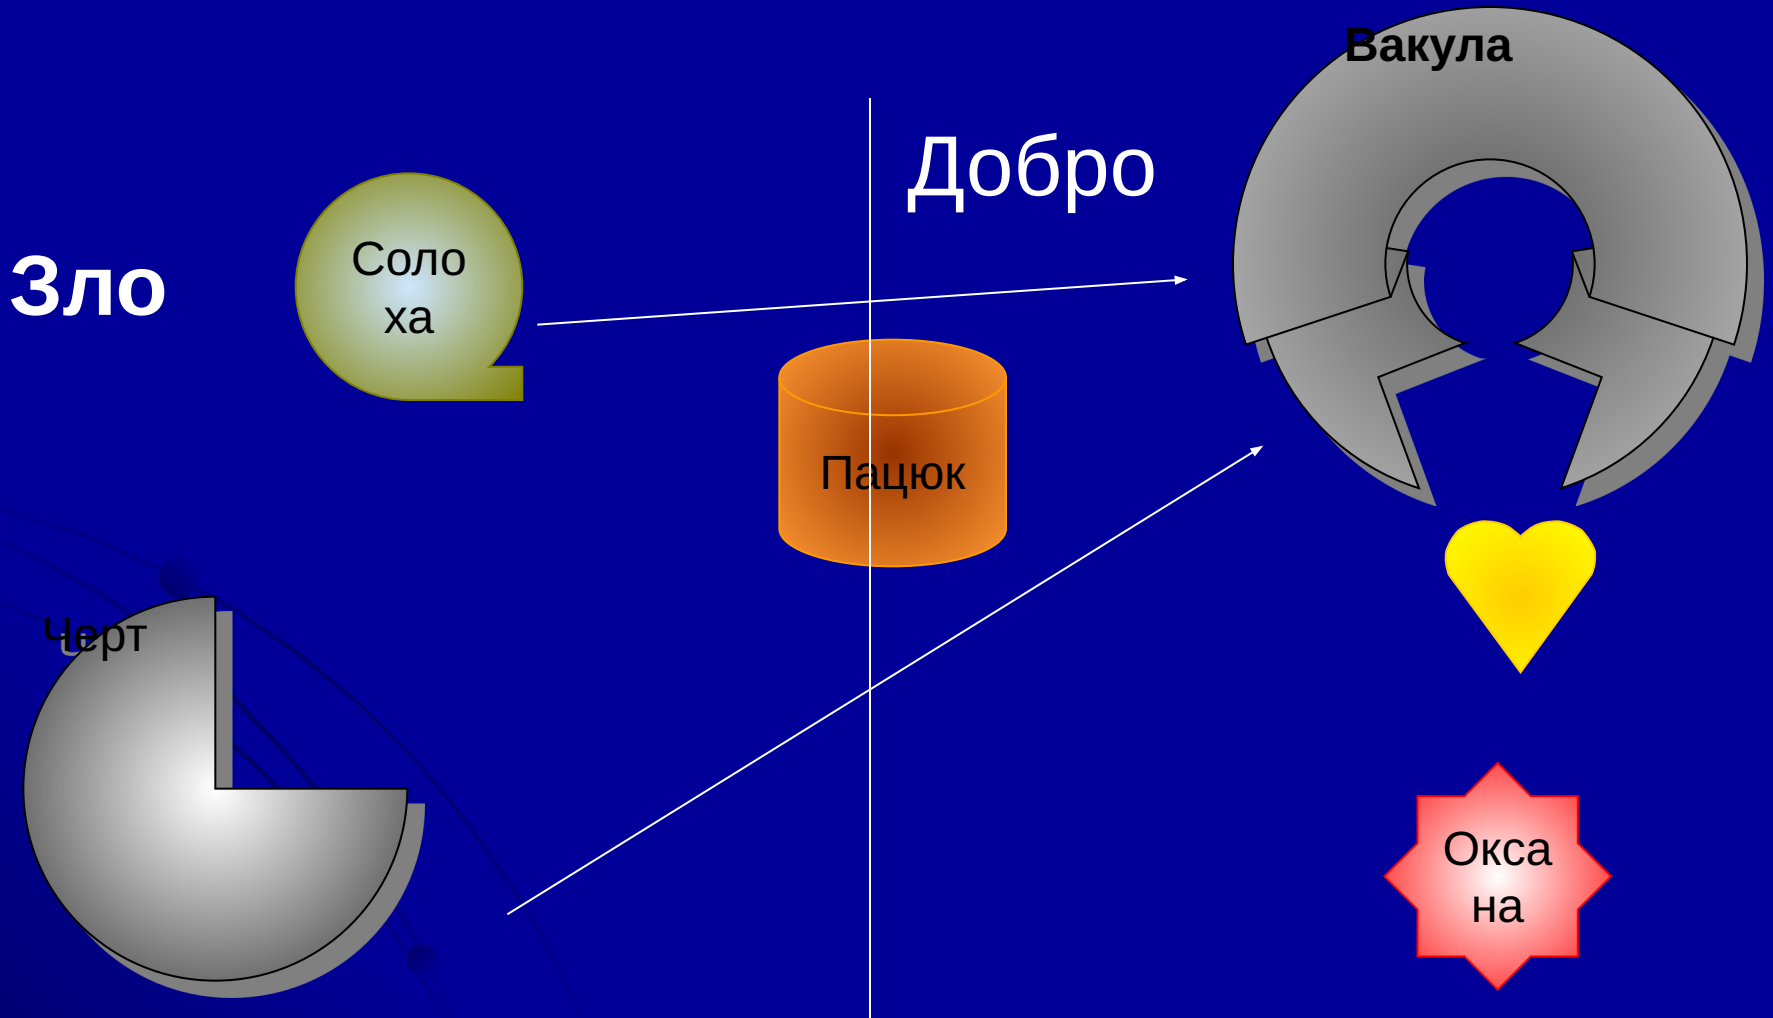 Вакула
Добро
Зло
Соло
ха
Пацюк
Черт
Окса
на